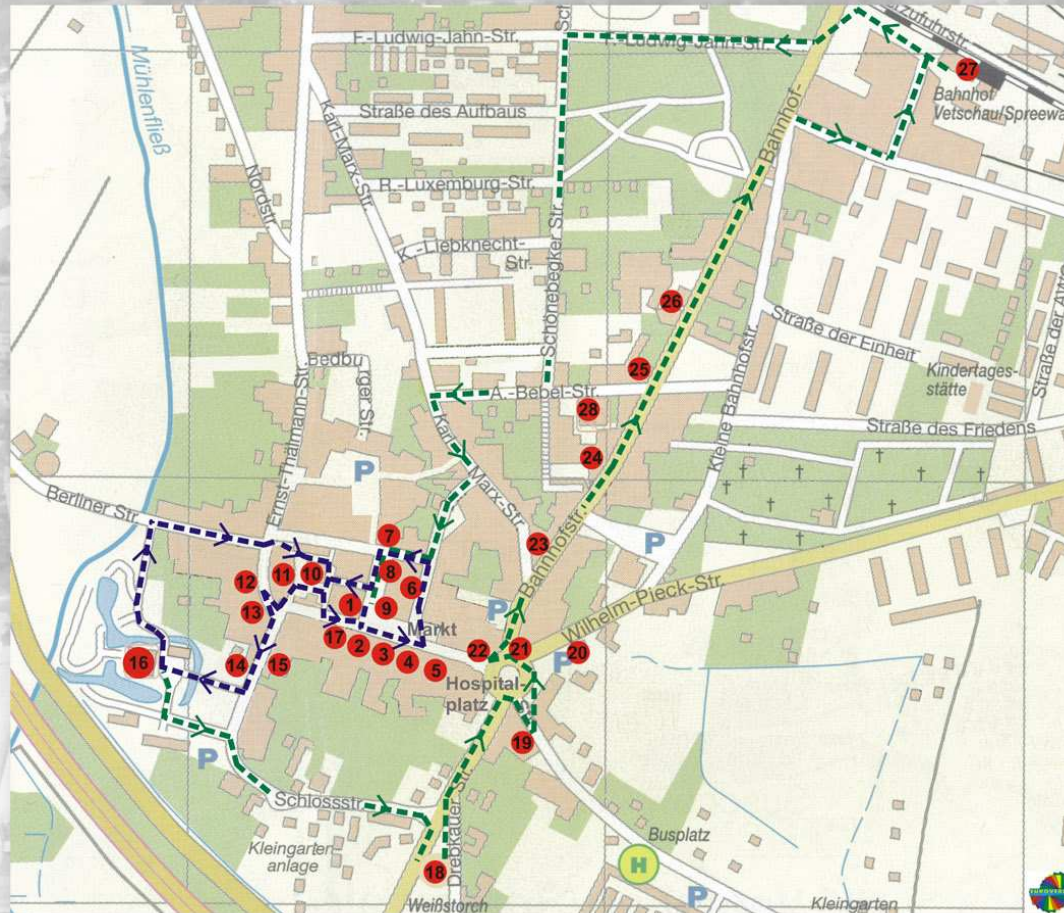 F.-Ludwig-Jahn-Str.
F.-Ludwig-Jahn-Str.
rzufuhrstr.
27
Bahnhof
Vetschau/Spreewa
Mühlenfließ
Karl-Marx-Str.
Straße des Aufbaus
Bahnhof-
Nordstr.
R.-Luxemburg-Str.
K.-Liebknecht-
Str.
Schönebegker Str.
26
Straße der Einheit
Kindertages-
stätte
Bedbu
rger Str.
Ernst-Thälmann-Str.
25
A.-Bebel-Str.
28
Straße des Friedens
Kleine Bahnhofstr.
24
P
Karl-
Marx-Str.
Berliner Str.
Bahnhofstr.
7
23
P
12
11
10
8
6
13
1
9
P
Markt
Wilhelm-Pieck-Str.
17
2
3
4
5
22
21
20
P
16
14
15
Hospital-
platz
19
P
Schlossstr.
Drebkauer Str.
Kleingarten
anlage
18
Weißstorch
Busplatz
H
P
Kleingarten